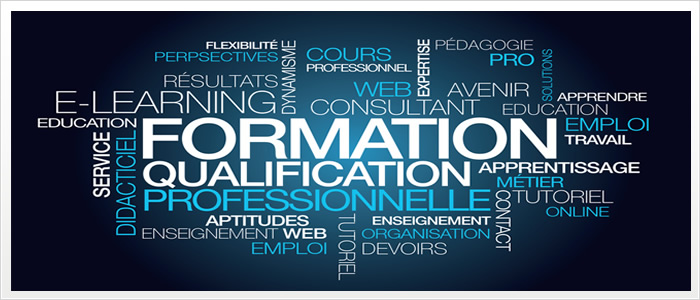 FLEXIBILITÉ
PERPSECTIVES
DYNAMISME
COURS
PROFESSIONNEL
EXPERTISE
PÉDAGOGIE
PRO
SOLUTIONS
RÉSULTATS
WEB
AVENIR
APPRENDRE
E-LEARNING
CONSULTANT
EDUCATION
EDUCATION
FORMATION
EMPLOI
TRAVAIL
SERVICE
DIDACTICIEL
QUALIFICATION
APPRENTISSAGE
MÉTIER
PROFESSIONNELLE
CONTACT
TUTORIEL
ONLINE
APTITUDES
TUTORIEL
ENSEIGNEMENT
ENSEIGNEMENT WEB
ORGANISATION
EMPLOI
DEVOIRS